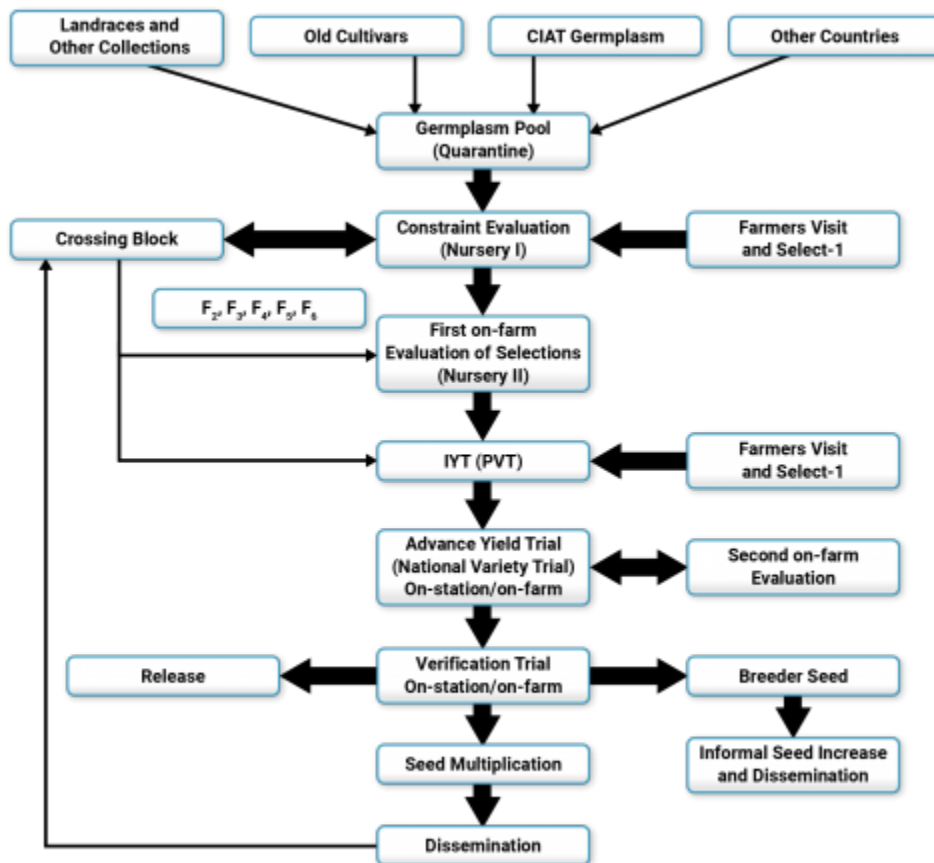 Landraces and
Other Collections
Old Cultivars
CIAT Germplasm
Other Countries
Germplasm Pool
(Quarantine)
Crossing Block
Constraint Evaluation
(Nursery I)
Farmers Visit
and Select-1
F₂, F₃, F₄, F₅, F₆
First on-farm
Evaluation of Selections
(Nursery II)
IYT (PVT)
Farmers Visit
and Select-1
Advance Yield Trial
(National Variety Trial)
On-station/on-farm
Second on-farm
Evaluation
Release
Verification Trial
On-station/on-farm
Breeder Seed
Seed Multiplication
Informal Seed Increase
and Dissemination
Dissemination